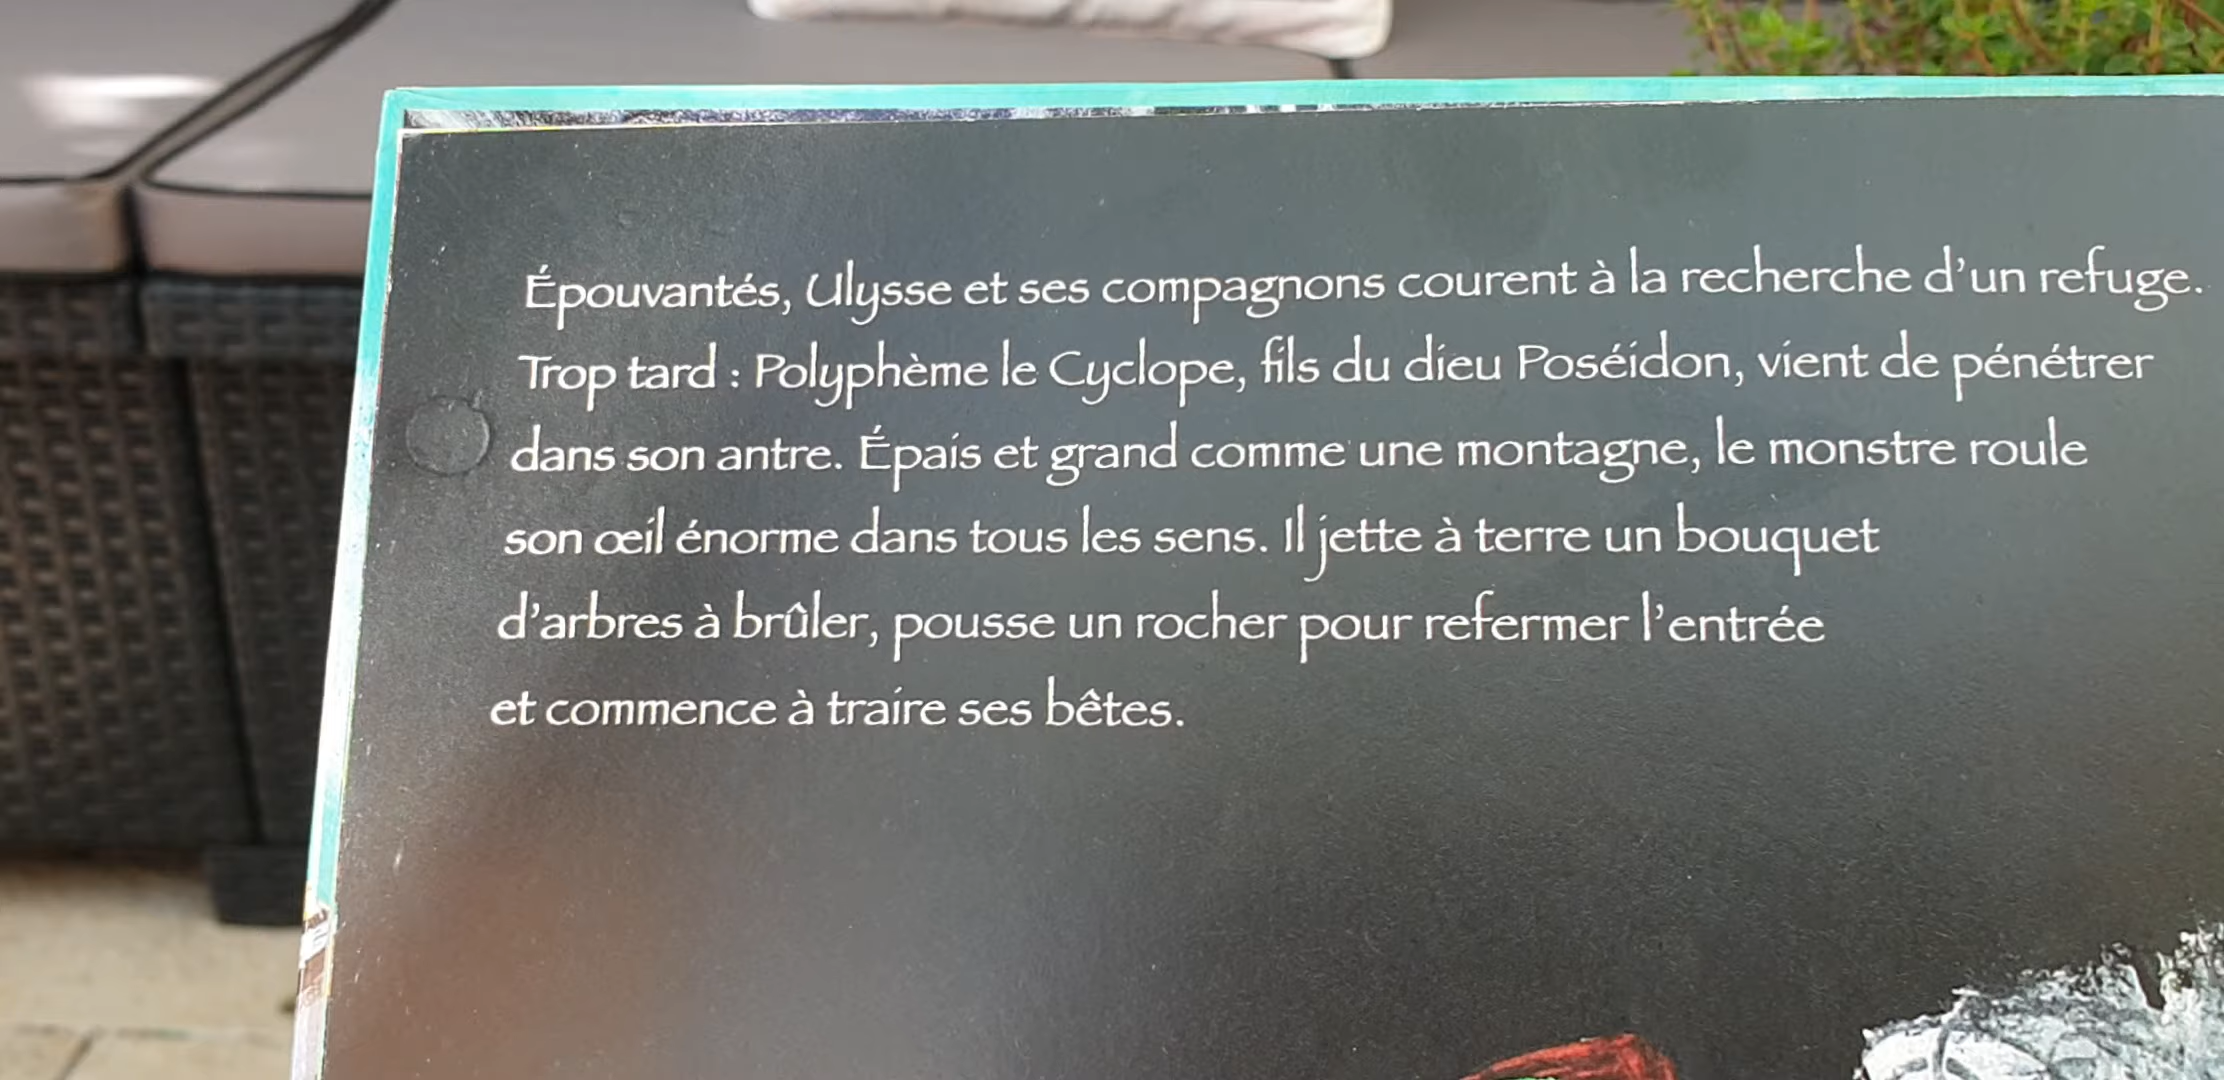 Épouvantés, Ulysse et ses compagnons courent à la recherche d'un refuge.
Trop tard : Polyphème le Cyclope, fils du dieu Poséidon, vient de pénétrer
dans son antre. Épais et grand comme une montagne, le monstre roule
son œil énorme dans tous les sens. Il jette à terre un bouquet
d'arbres à brûler, pousse un rocher pour refermer l'entrée
et commence à traire ses bêtes.